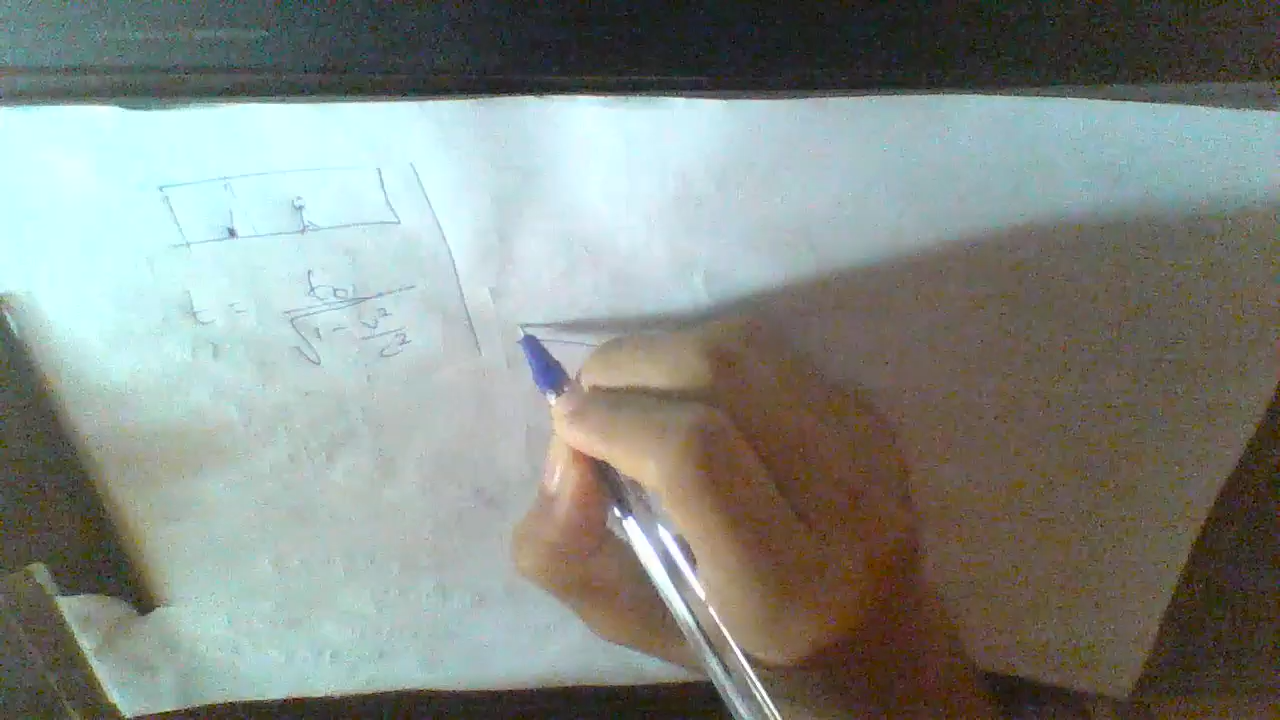 t = t₀ / √(1 - v²/c²)